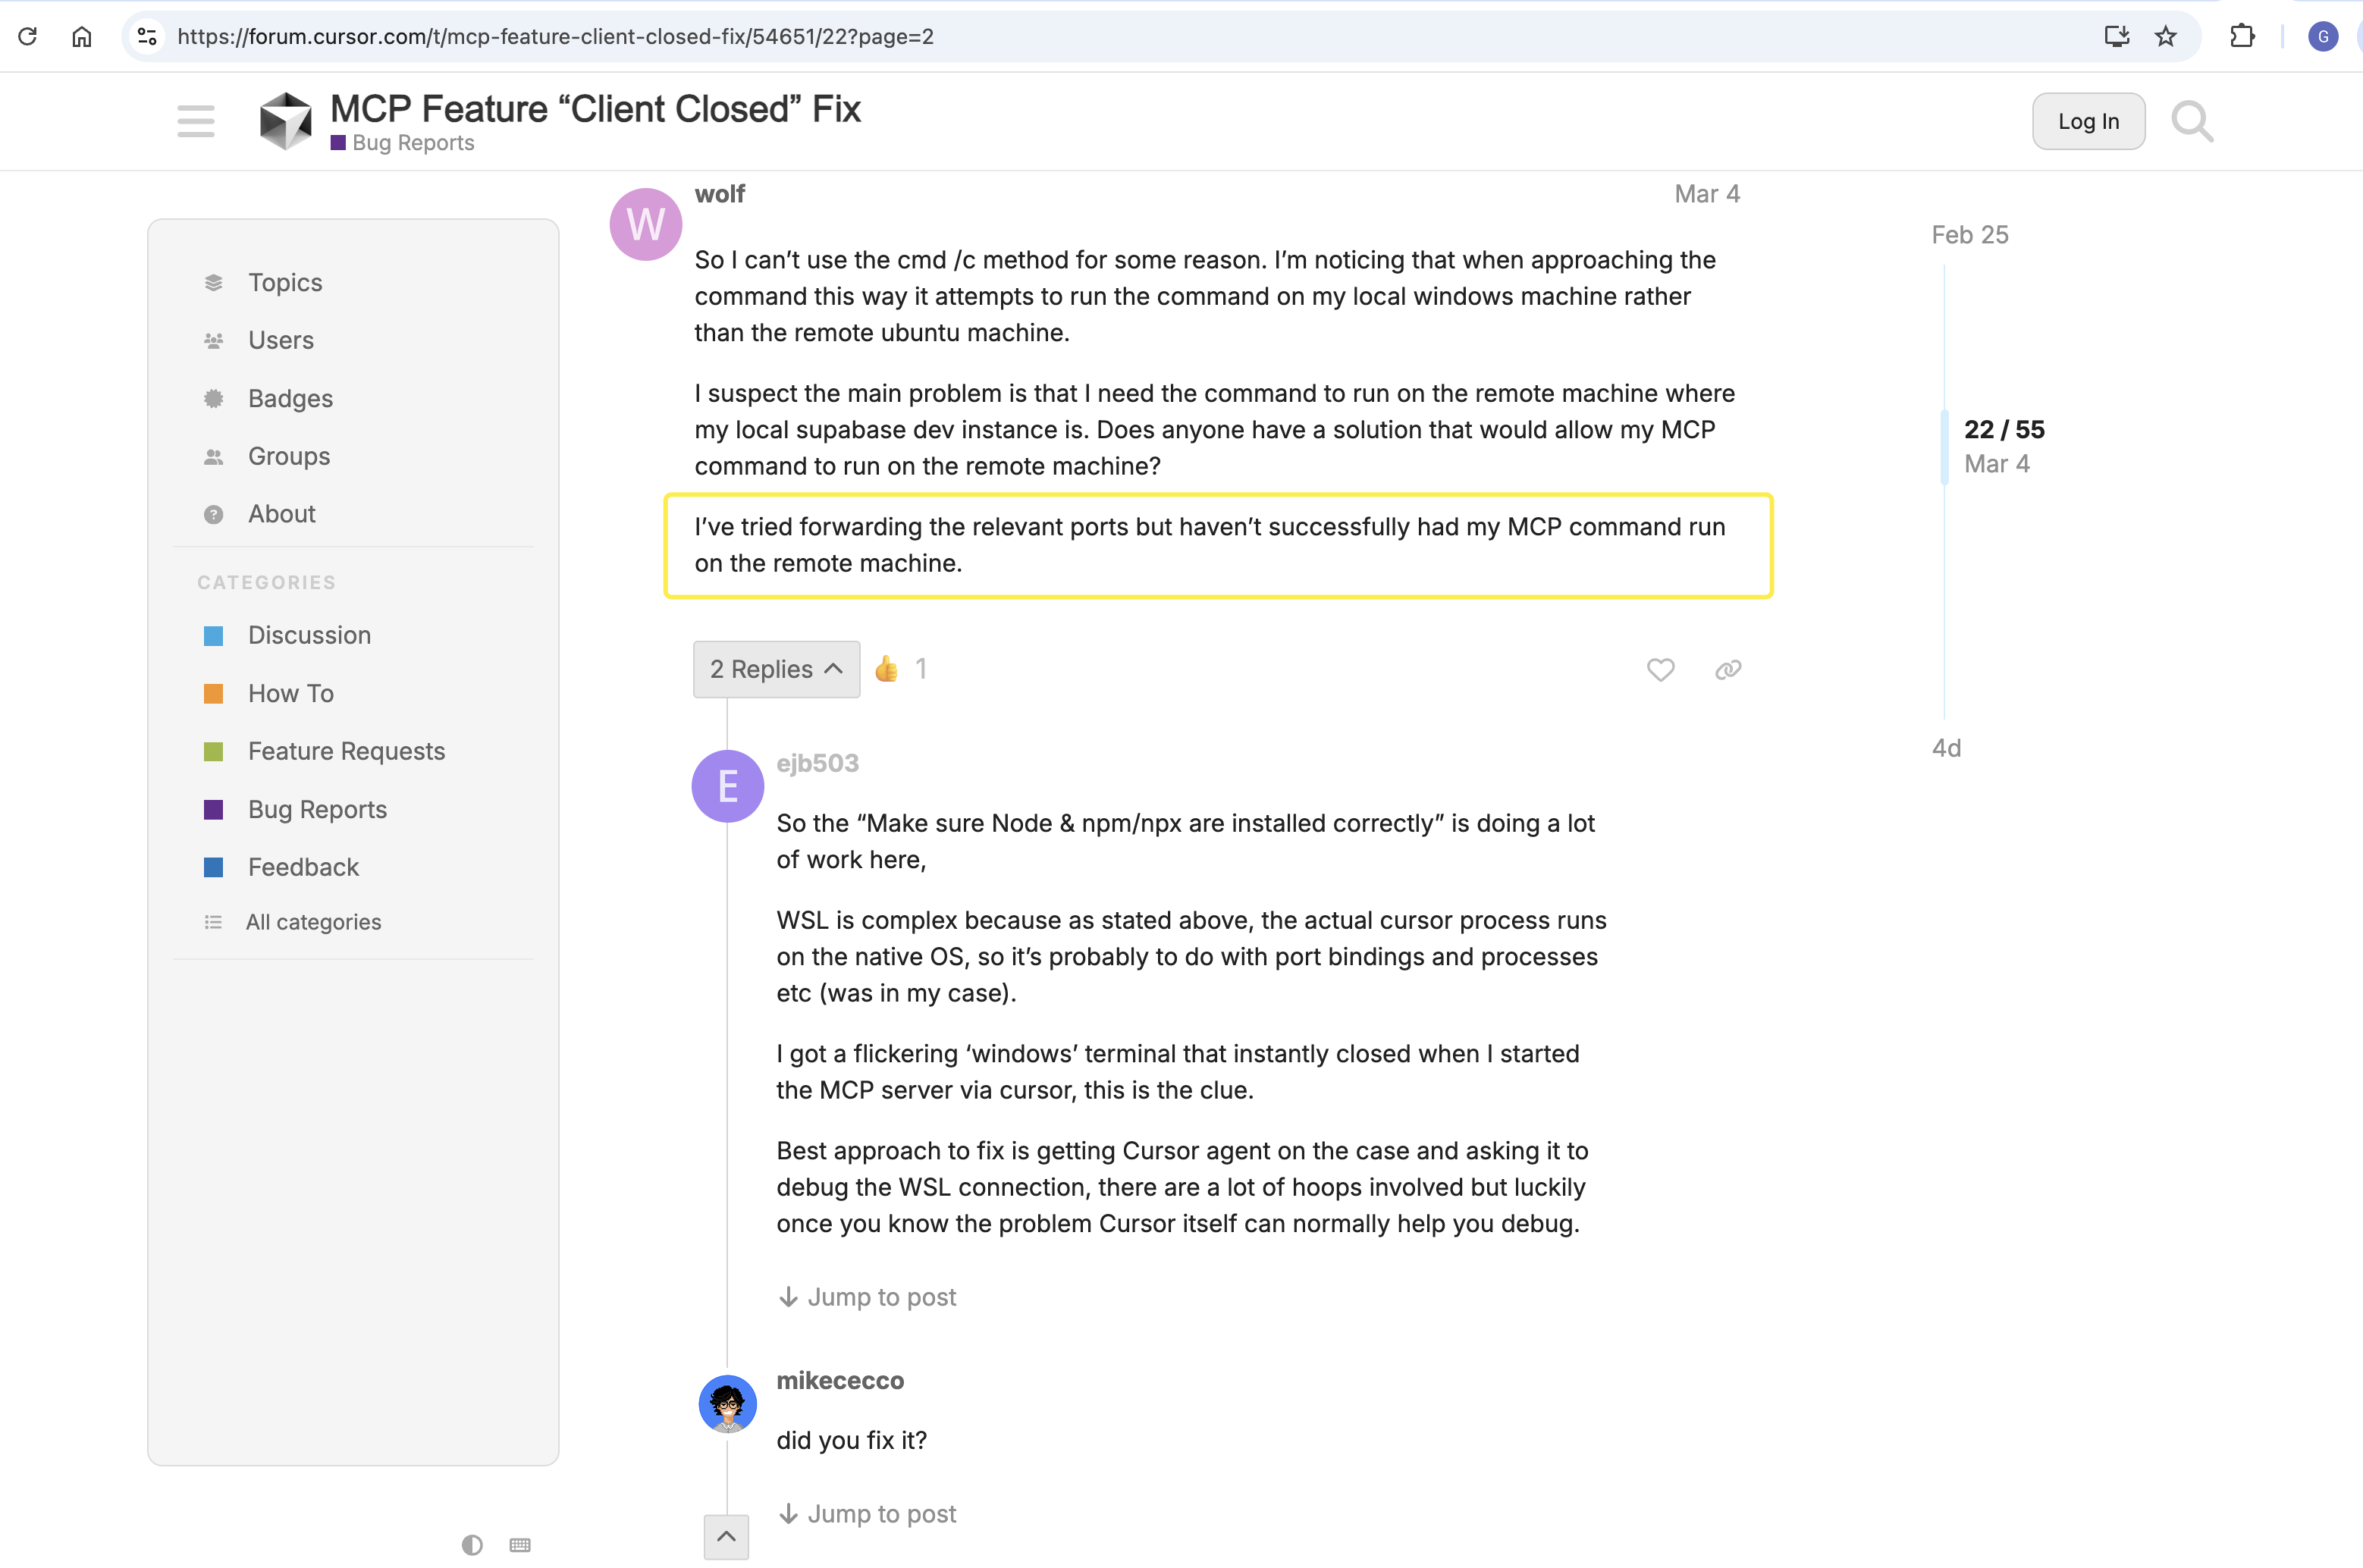 https://forum.cursor.com/t/mcp-feature-client-closed-fix/54651/22?page=2
G
MCP Feature “Client Closed” Fix
Bug Reports
Log In
Topics
Users
Badges
Groups
About
CATEGORIES
Discussion
How To
Feature Requests
Bug Reports
Feedback
All categories
W
wolf
Mar 4
So I can’t use the cmd /c method for some reason. I’m noticing that when approaching the
command this way it attempts to run the command on my local windows machine rather
than the remote ubuntu machine.
I suspect the main problem is that I need the command to run on the remote machine where
my local supabase dev instance is. Does anyone have a solution that would allow my MCP
command to run on the remote machine?
I’ve tried forwarding the relevant ports but haven’t successfully had my MCP command run
on the remote machine.
2 Replies
1
E
ejb503
So the “Make sure Node & npm/npx are installed correctly” is doing a lot
of work here,
WSL is complex because as stated above, the actual cursor process runs
on the native OS, so it’s probably to do with port bindings and processes
etc (was in my case).
I got a flickering ‘windows’ terminal that instantly closed when I started
the MCP server via cursor, this is the clue.
Best approach to fix is getting Cursor agent on the case and asking it to
debug the WSL connection, there are a lot of hoops involved but luckily
once you know the problem Cursor itself can normally help you debug.
Jump to post
mikececco
did you fix it?
Jump to post
Feb 25
22 / 55
Mar 4
4d